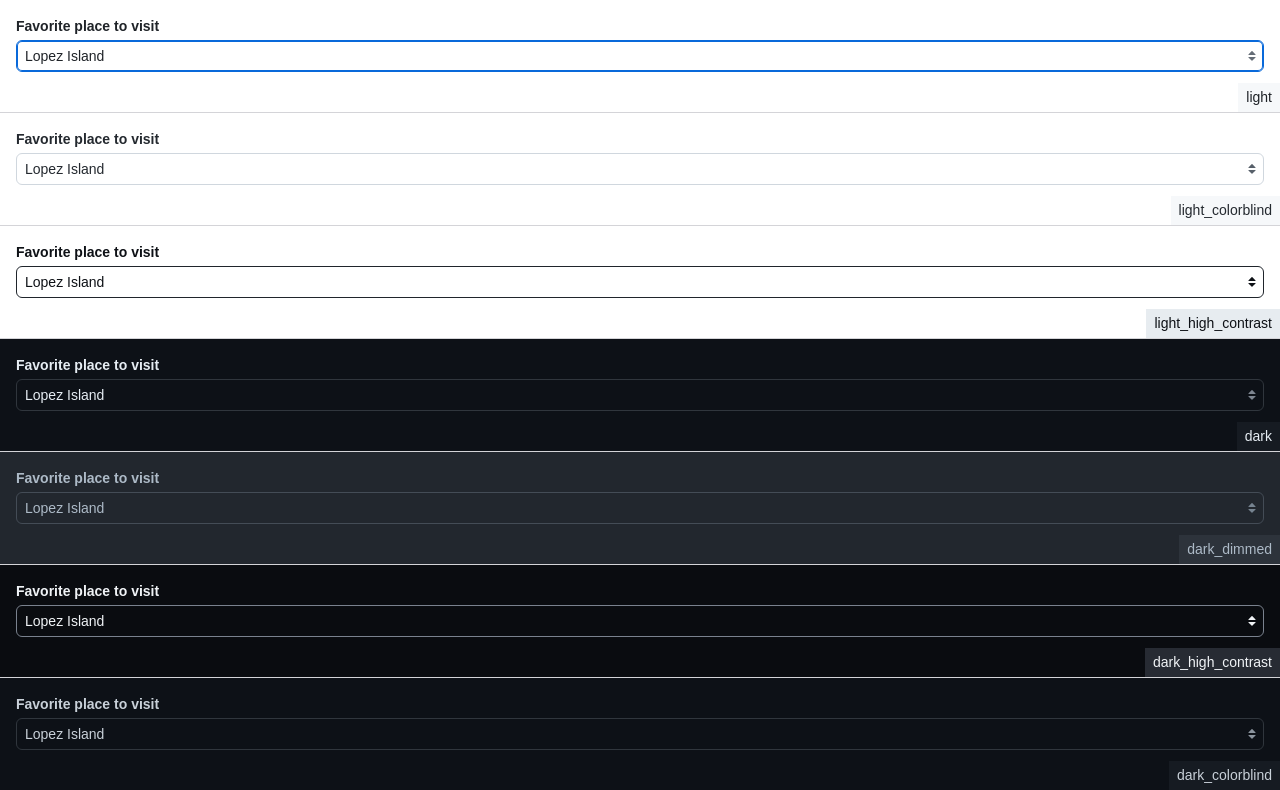 Favorite place to visit
Lopez Island
light
Favorite place to visit
Lopez Island
light_colorblind
Favorite place to visit
Lopez Island
light_high_contrast
Favorite place to visit
Lopez Island
dark
Favorite place to visit
Lopez Island
dark_dimmed
Favorite place to visit
Lopez Island
dark_high_contrast
Favorite place to visit
Lopez Island
dark_colorblind